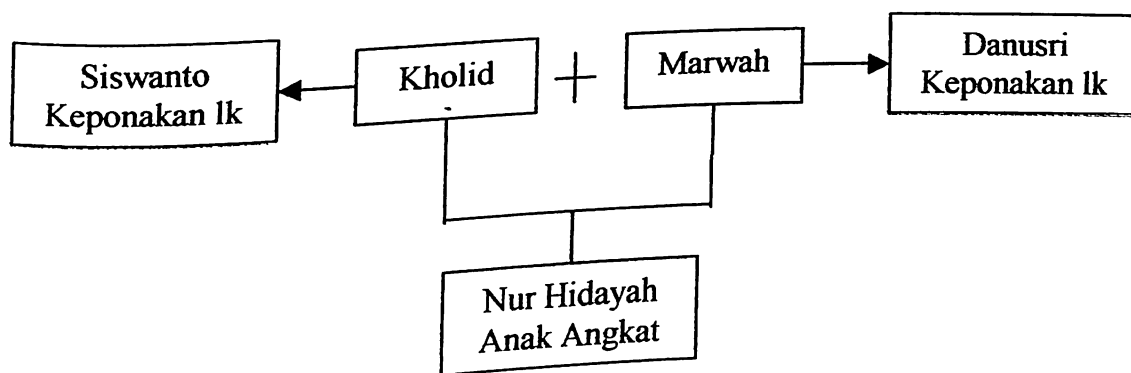 Siswanto
Keponakan lk
Kholid
+
Marwah
Danusri
Keponakan lk
Nur Hidayah
Anak Angkat